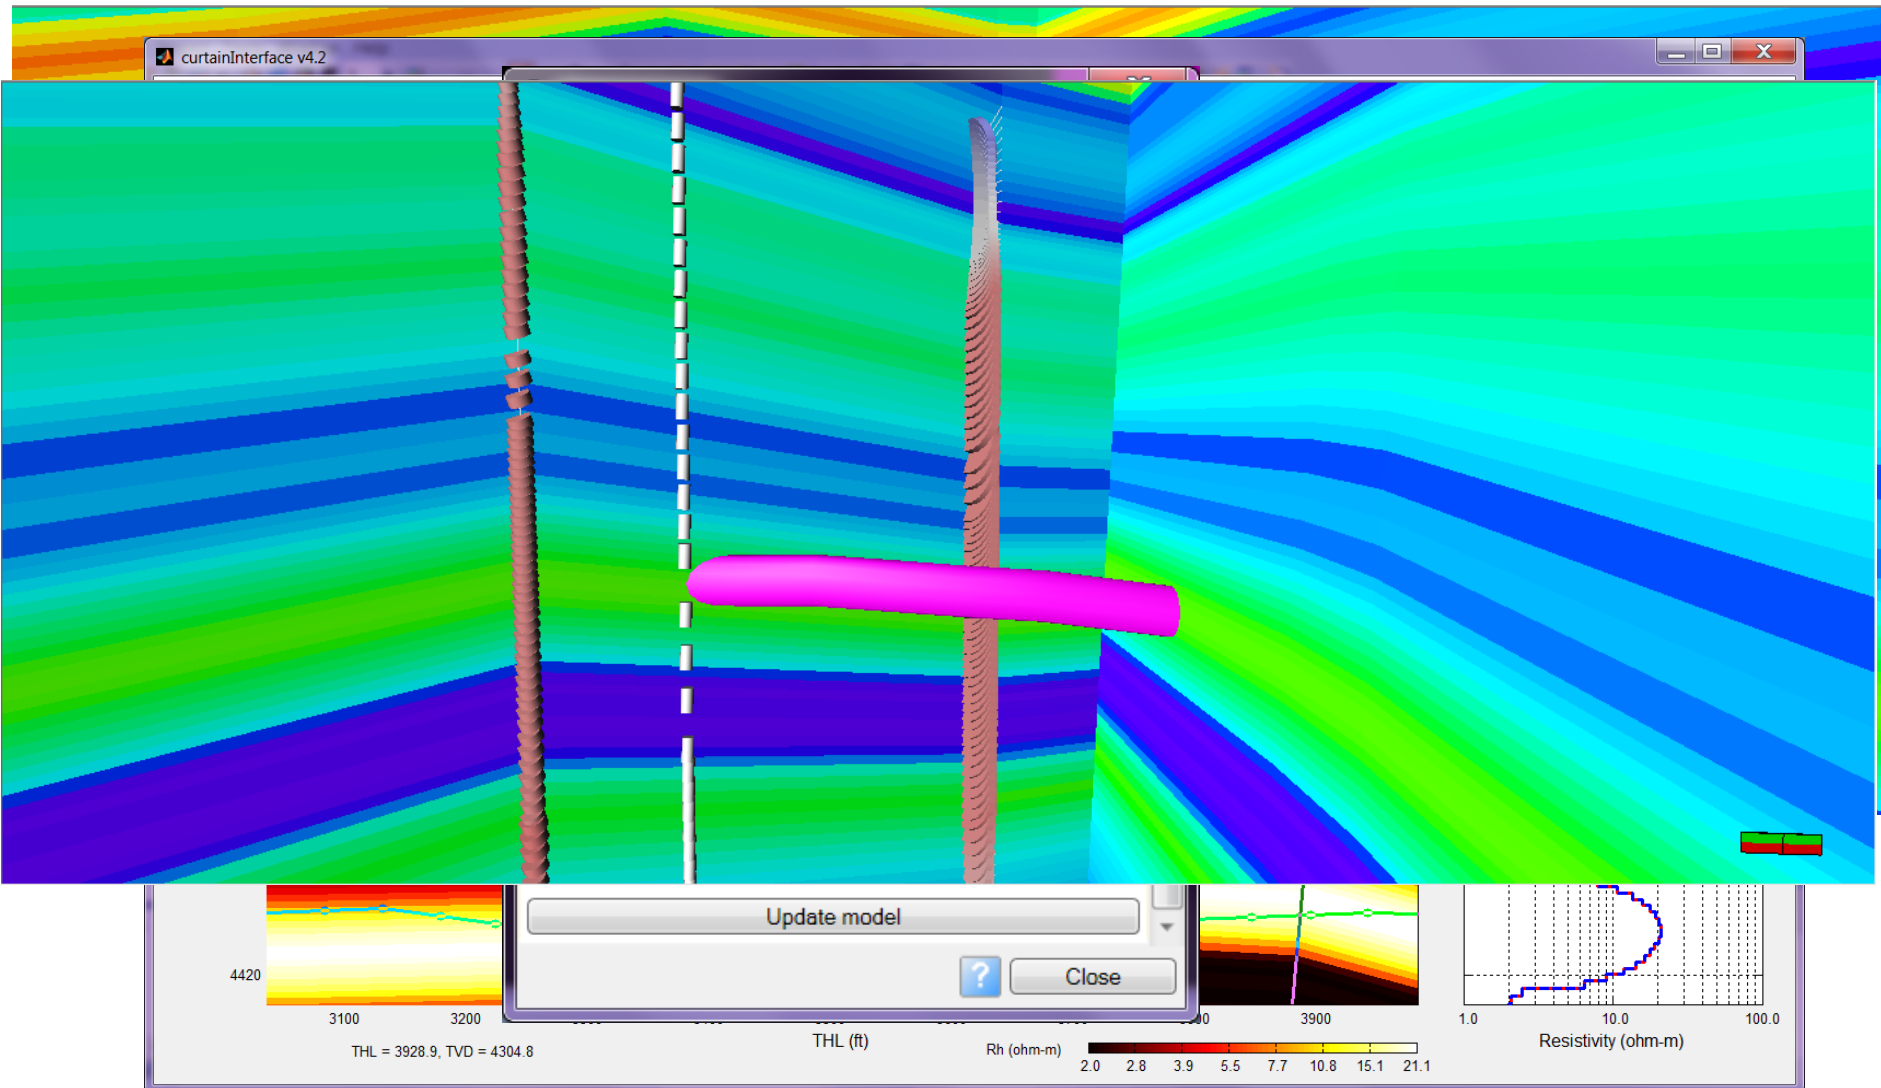 curtainInterface v4.2
Update model
? Close
4420
3100 3200 3900 1.0 10.0 100.0
THL (ft) Resistivity (ohm-m)
THL = 3928.9, TVD = 4304.8
Rh (ohm-m)
2.0 2.8 3.9 5.5 7.7 10.8 15.1 21.1